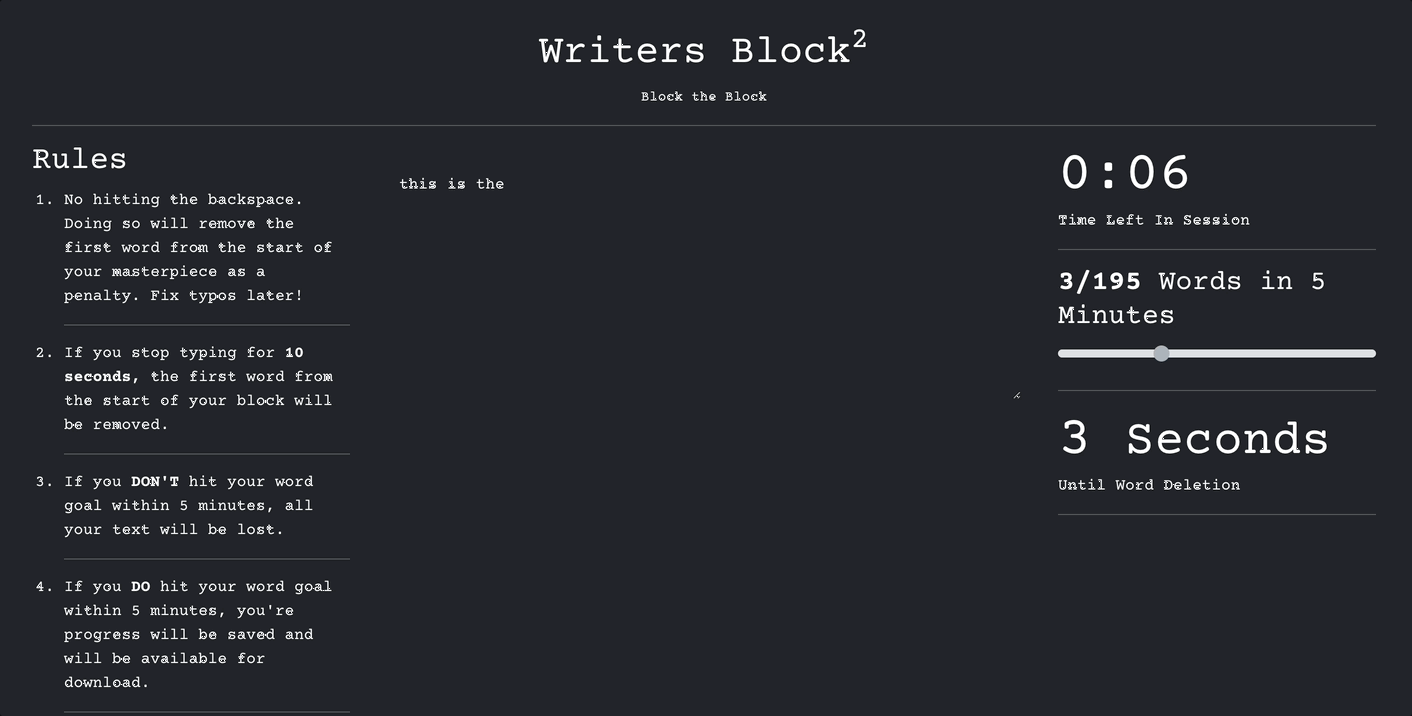 Writers Block²
Block the Block
Rules
1. No hitting the backspace.
Doing so will remove the
first word from the start of
your masterpiece as a
penalty. Fix typos later!
2. If you stop typing for 10
seconds, the first word from
the start of your block will
be removed.
3. If you DON'T hit your word
goal within 5 minutes, all
your text will be lost.
4. If you DO hit your word goal
within 5 minutes, you're
progress will be saved and
will be available for
download.
this is the
0:06
Time Left In Session
3/195 Words in 5
Minutes
3 Seconds
Until Word Deletion